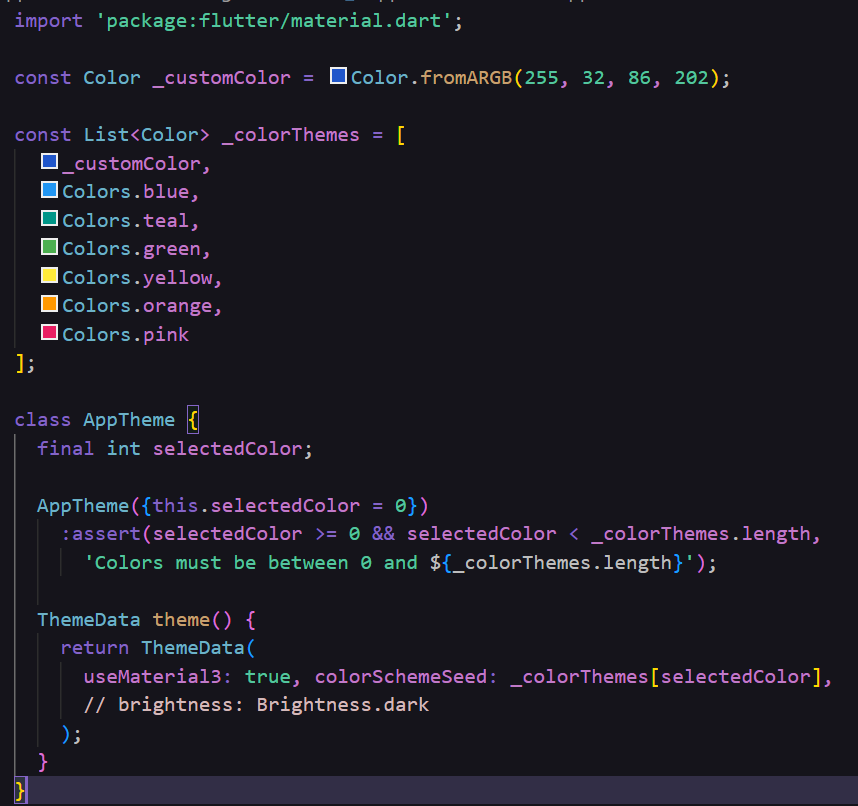 import 'package:flutter/material.dart';
const Color _customColor = Color.fromARGB(255, 32, 86, 202);
const List<Color> _colorThemes = [
_customColor,
Colors.blue,
Colors.teal,
Colors.green,
Colors.yellow,
Colors.orange,
Colors.pink
];
class AppTheme {
final int selectedColor;
AppTheme({this.selectedColor = 0})
:assert(selectedColor >= 0 && selectedColor < _colorThemes.length,
'Colors must be between 0 and ${_colorThemes.length}');
ThemeData theme() {
return ThemeData(
useMaterial3: true, colorSchemeSeed: _colorThemes[selectedColor],
// brightness: Brightness.dark
);
}
}